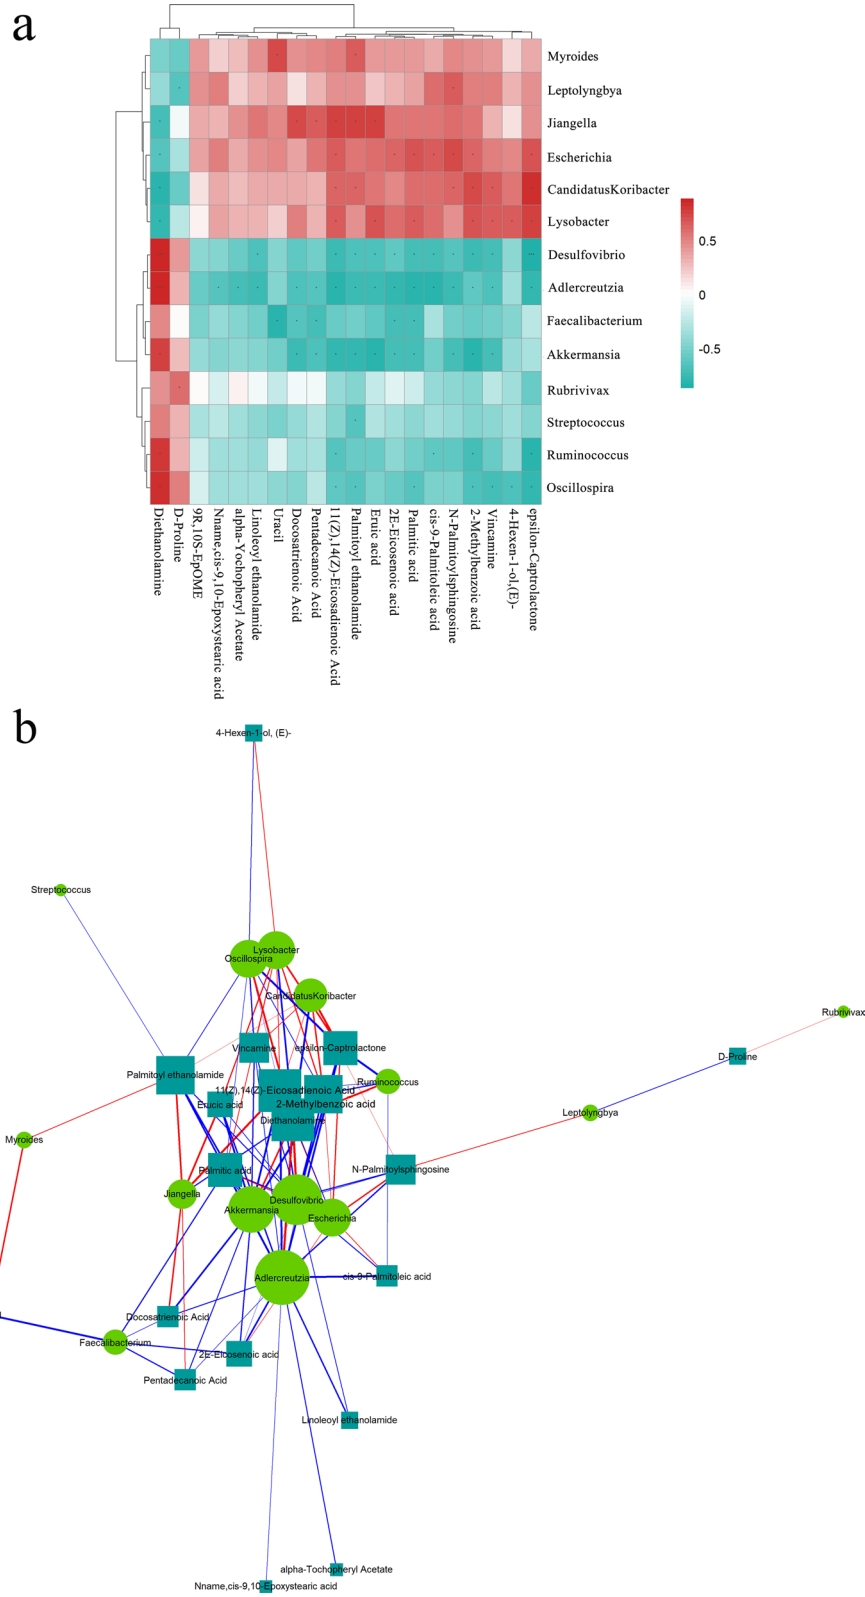 a
Myroides
Leptolyngbya
Jiangella
Escherichia
CandidatusKoribacter
Lysobacter
Desulfovibrio
Adlercreutzia
Faecalibacterium
Akkermansia
Rubrivivax
Streptococcus
Ruminococcus
Oscillospira
0.5
0
-0.5
Diethanolamine
D-Proline
9R,10S-EpOME
Nname,cis-9,10-Epoxystearic acid
alpha-Yochopheryl Acetate
Linoleoyl ethanolamide
Uracil
Docosatrienoic Acid
Pentadecanoic Acid
11(Z),14(Z)-Eicosadienoic Acid
Palmitoyl ethanolamide
Eruic acid
2E-Eicosenoic acid
Palmitic acid
cis-9-Palmitoleic acid
N-Palmitoylsphingosine
2-Methylbenzoic acid
Vincamine
4-Hexen-1-ol,(E)-
epsilon-Captrolactone
b
4-Hexen-1-ol, (E)-
Streptococcus
Lysobacter
Oscillospira
CandidatusKoribacter
Rubrivivax
Vincamine
epsilon-Captrolactone
D-Proline
Palmitoyl ethanolamide
Ruminococcus
11(Z),14(Z)-Eicosadienoic Acid
Erucic acid
2-Methylbenzoic acid
Leptolyngbya
Diethanolamine
Myroides
Palmitic acid
N-Palmitoylsphingosine
Jiangella
Desulfovibrio
Akkermansia
Escherichia
Adlercreutzia
cis-9-Palmitoleic acid
Docosatrienoic Acid
Faecalibacterium
2E-Eicosenoic acid
Pentadecanoic Acid
Linoleoyl ethanolamide
alpha-Tochopheryl Acetate
Nname,cis-9,10-Epoxystearic acid